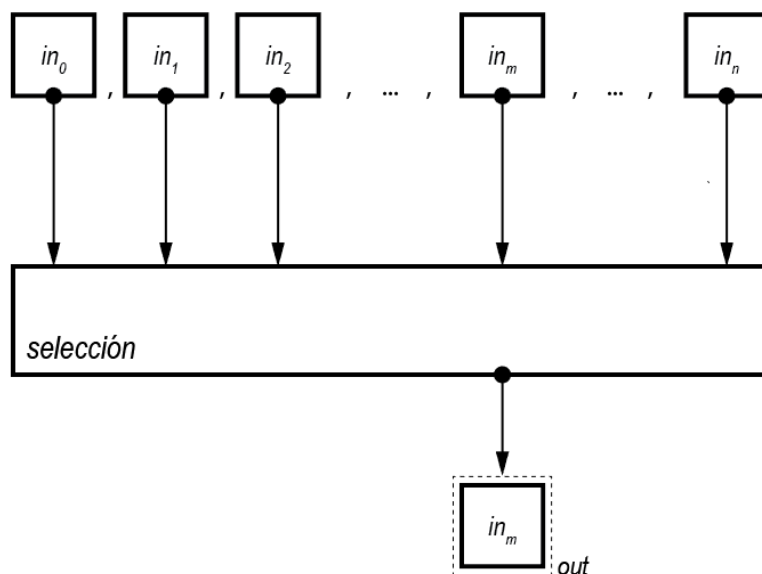 in₀ , in₁ , in₂ , ... , inₘ , ... , inₙ
selección
inₘ
out